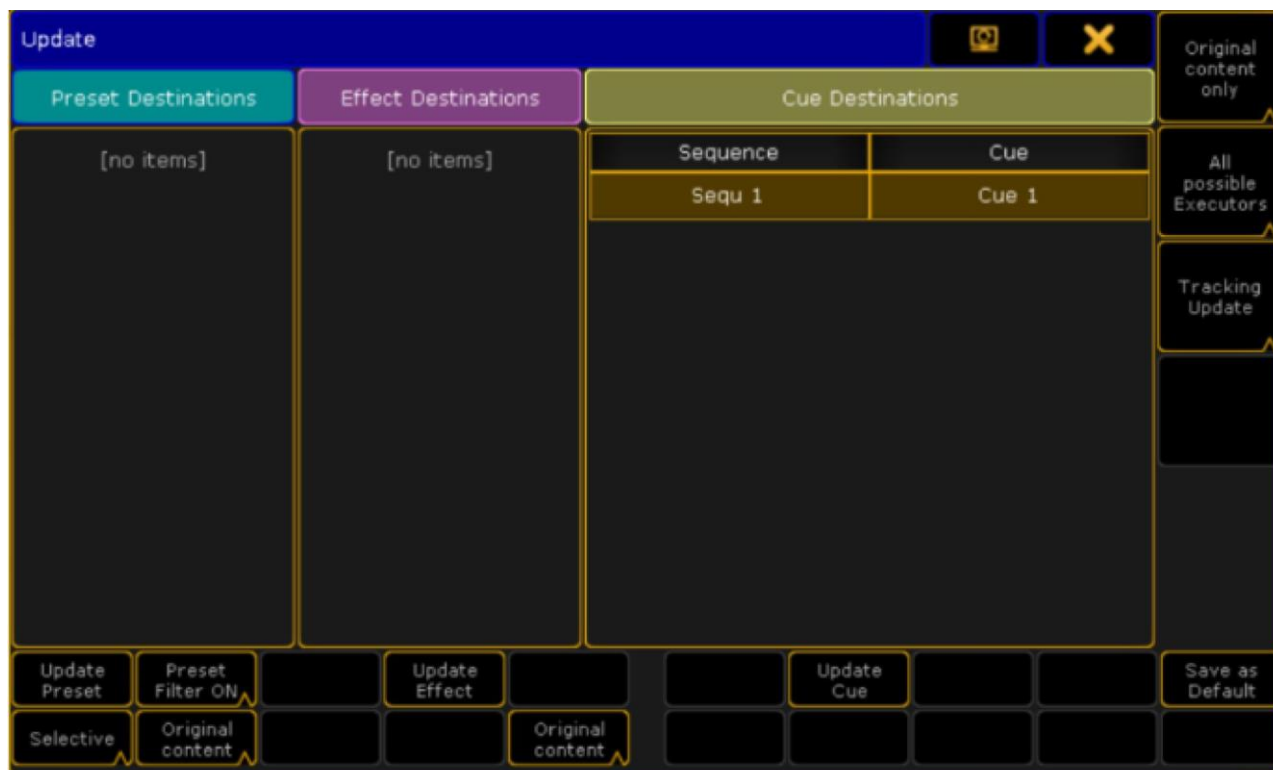 Update
Original
content
only
Preset Destinations
Effect Destinations
Cue Destinations
[no items]
[no items]
Sequence
Cue
Sequ 1
Cue 1
All
possible
Executors
Tracking
Update
Update
Preset
Preset
Filter ON
Update
Effect
Update
Cue
Save as
Default
Selective
Original
content
Original
content